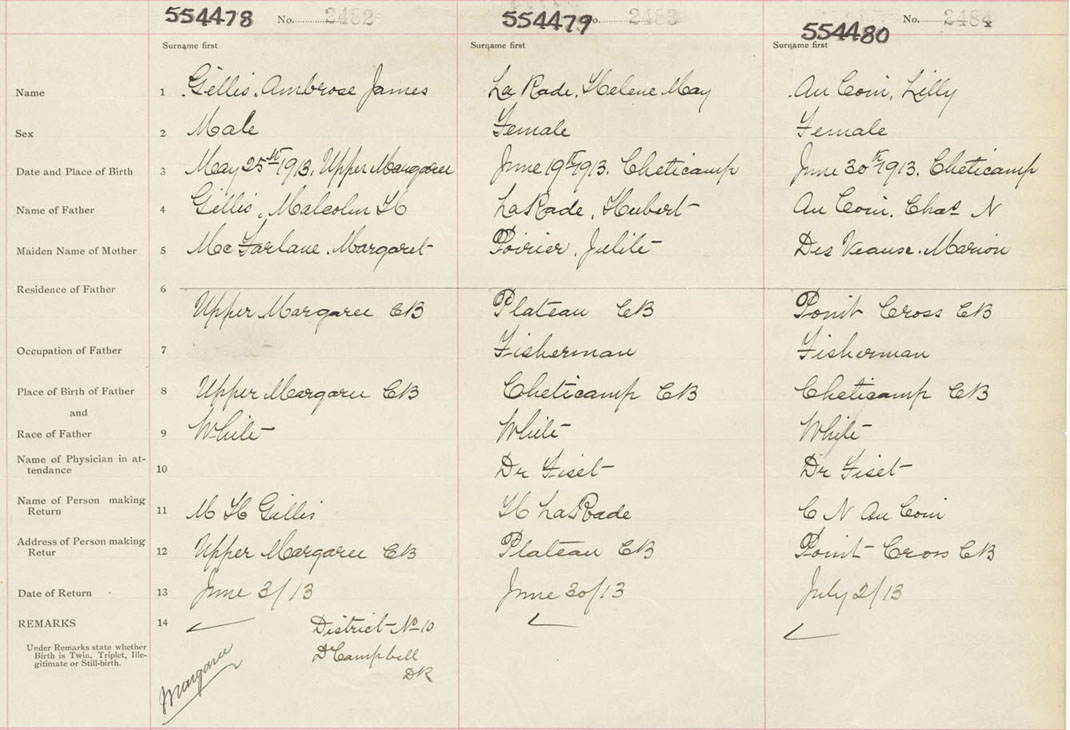 554478 No. 2482 554479 No. 2483 554480 No. 2484
Surname first Surname first Surname first
Name 1 Gillis, Ambrose James La Rade, Helene May Au Coin, Lilly
Sex 2 Male Female Female
Date and Place of Birth 3 May 25th 1913, Upper Margaree June 19th 1913. Cheticamp June 30th 1913. Cheticamp
Name of Father 4 Gillis, Malcolm H LaRade, Hubert Au Coin, Chas N
Maiden Name of Mother 5 McFarlane, Margaret Poirier, Julite Des Veause, Marion
Residence of Father 6 Upper Margaree CB Plateau CB Point Cross CB
Occupation of Father 7 Fisherman Fisherman
Place of Birth of Father 8 Upper Margaree CB Cheticamp CB Cheticamp CB
and
Race of Father 9 White White White
Name of Physician in at-
tendance 10 Dr Fiset Dr Fiset
Name of Person making
Return 11 M H Gillis H LaRade C N Au Coin
Address of Person making
Retur 12 Upper Margaree CB Plateau CB Point Cross CB
Date of Return 13 June 3/13 June 30/13 July 2/13
REMARKS 14 District No 10
Under Remarks state whether
Birth is Twin, Triplet, Ille-
gitimate or Still-birth.
D Campbell
DR
Margaree